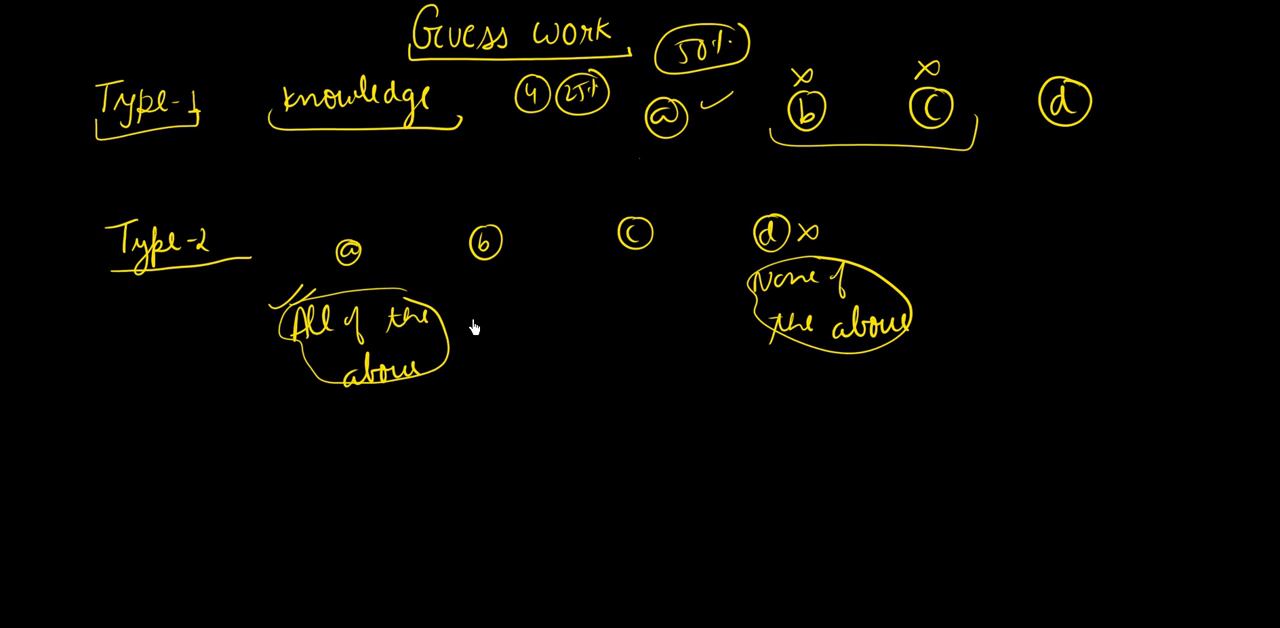 Guess work 50%
Type-1 knowledge 4 25% a b c d
Type-2 a b c d
All of the above
None of the above